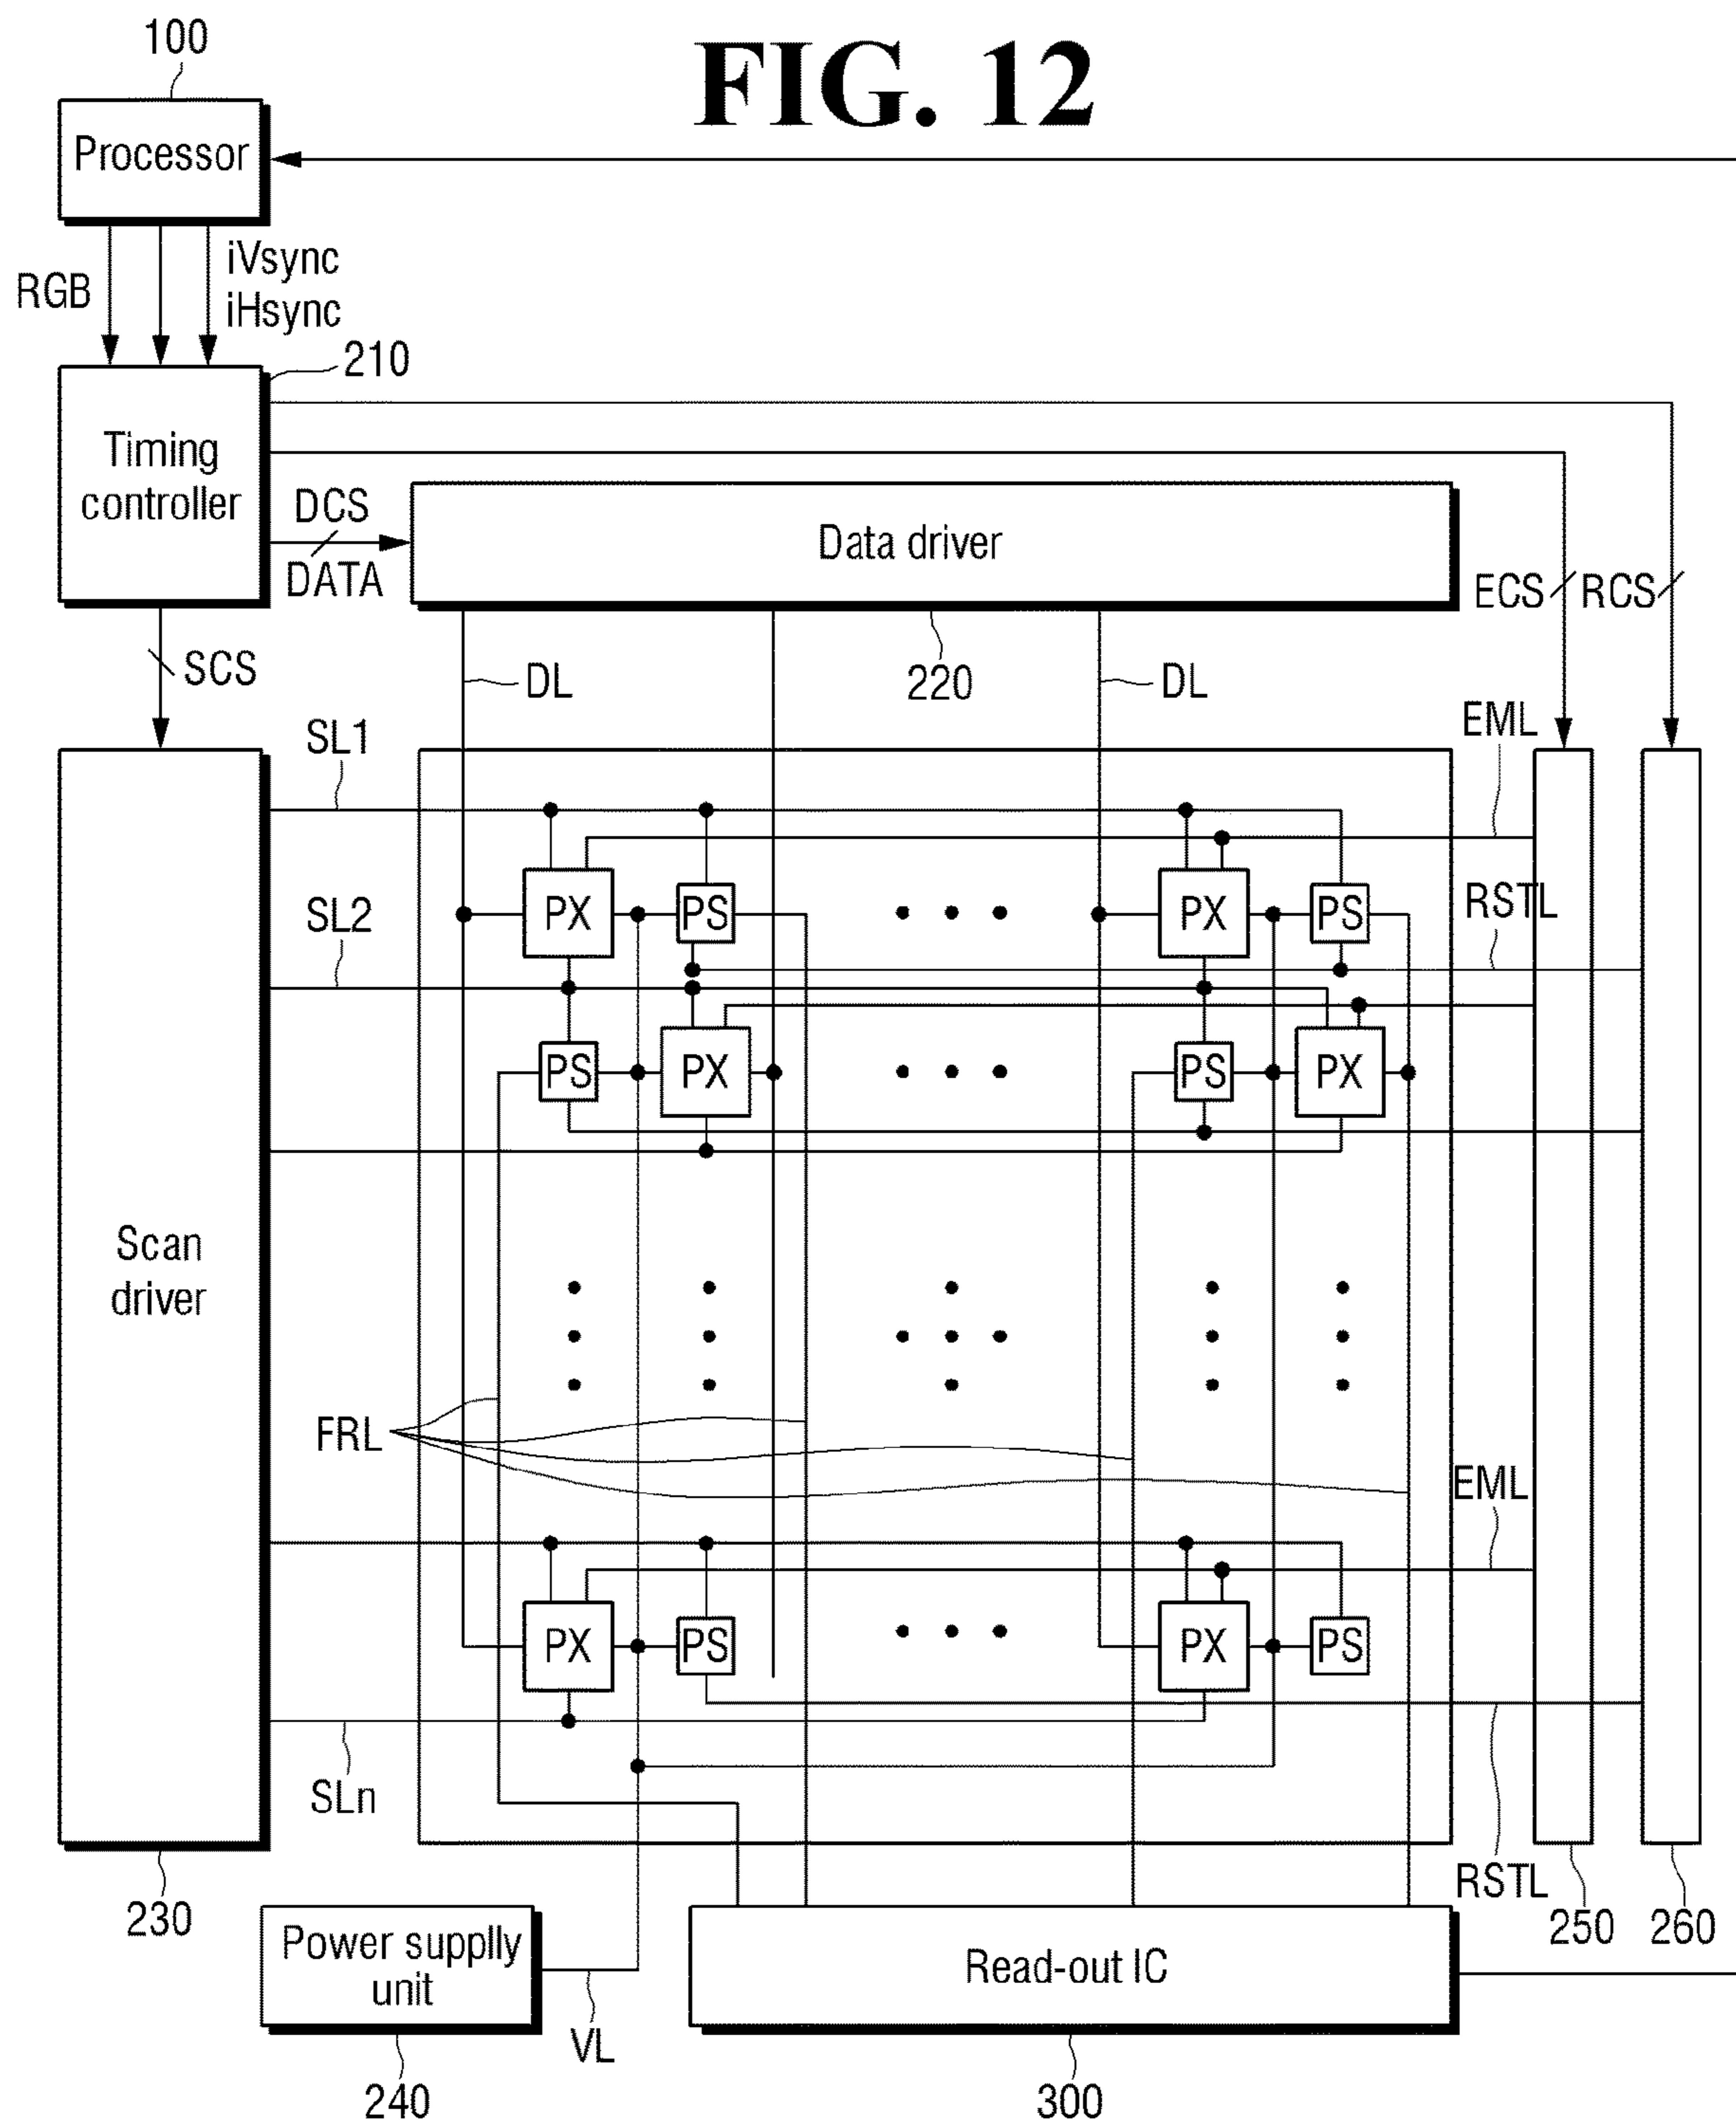 FIG. 12
100
Processor
RGB
iVsync
iHsync
210
Timing
controller
DCS
DATA
Data driver
ECS
RCS
SCS
DL
220
DL
SL1
EML
PX
PS
PX
PS
SL2
RSTL
PS
PX
PS
PX
Scan
driver
FRL
EML
PX
PS
PX
PS
SLn
RSTL
230
250
260
Power supplly
unit
Read-out IC
VL
240
300